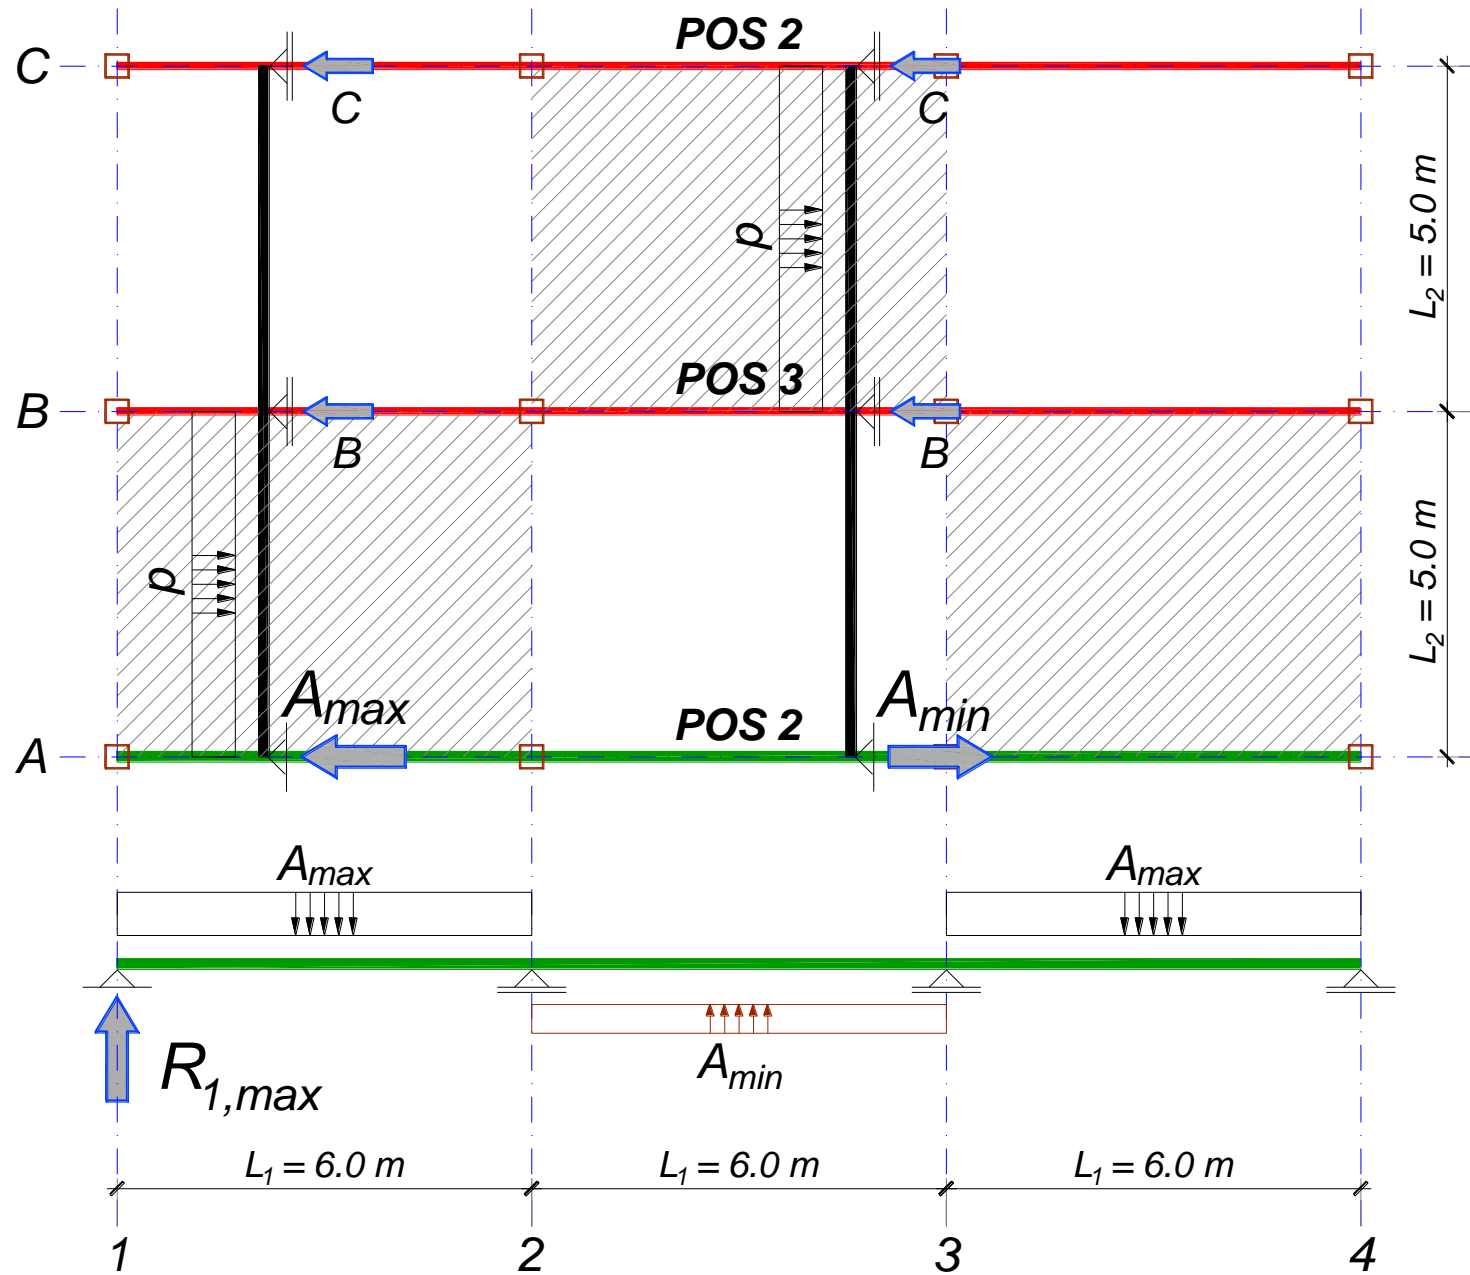 POS 2
C
C
C
p
L2 = 5.0 m
POS 3
B
B
B
p
L2 = 5.0 m
Amax
Amin
POS 2
A
Amax
Amax
Amin
R1,max
L1 = 6.0 m
L1 = 6.0 m
L1 = 6.0 m
1
2
3
4